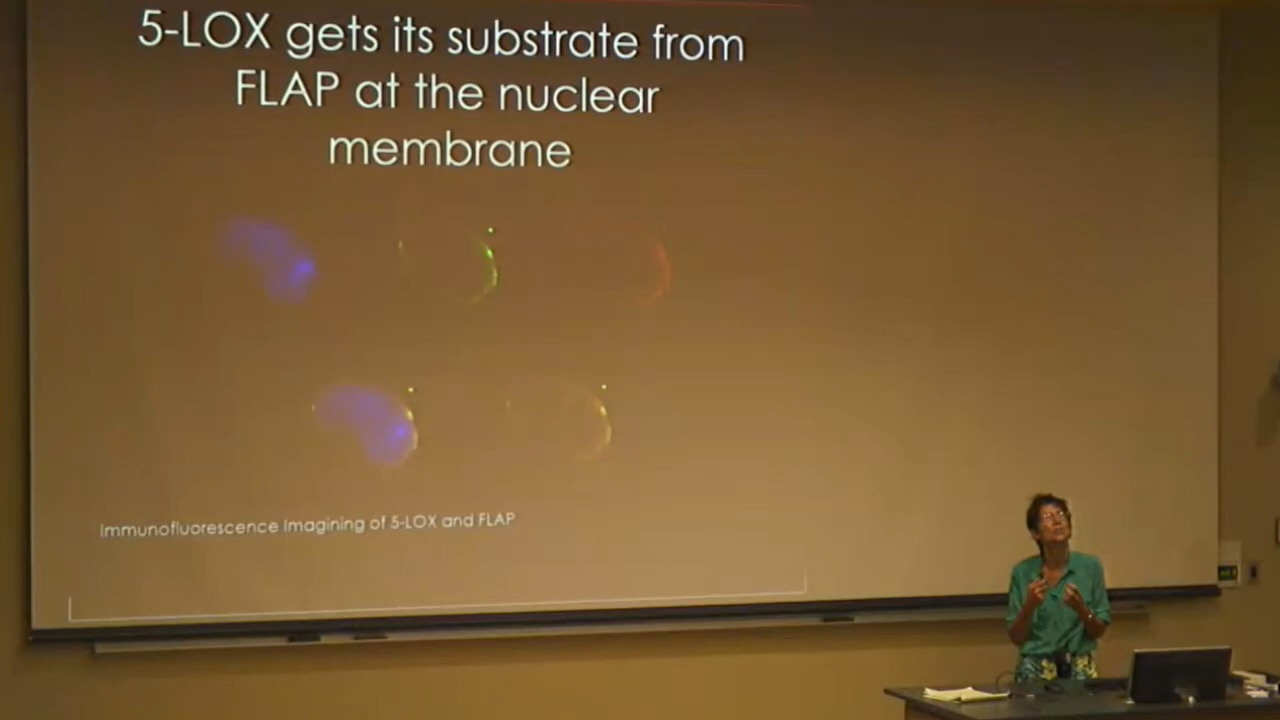 5-LOX gets its substrate from
FLAP at the nuclear
membrane
Immunofluorescence Imagining of 5-LOX and FLAP